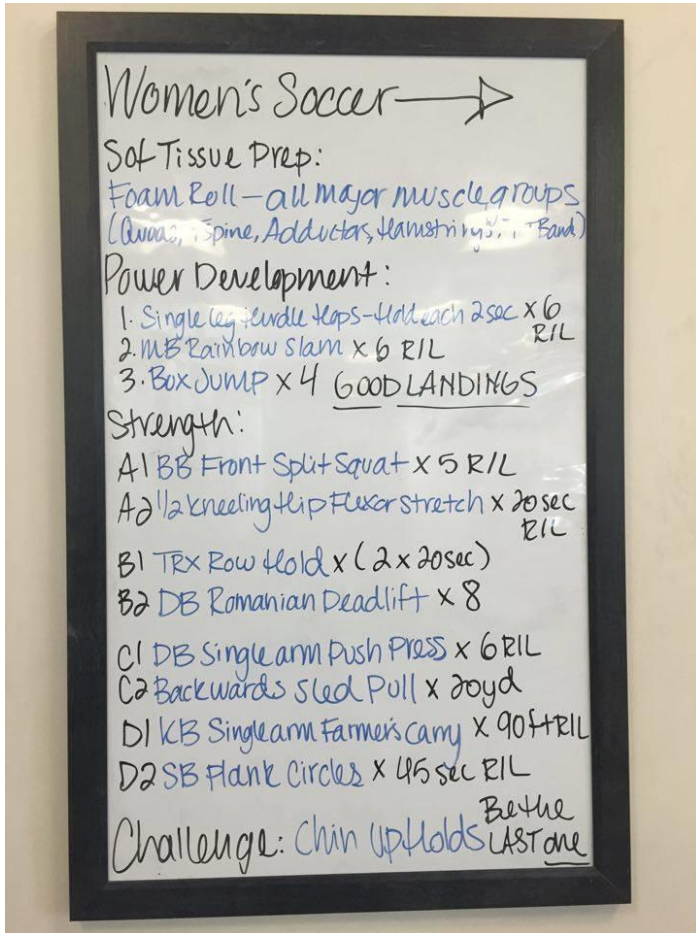 Women's Soccer
Sof Tissue Prep:
Foam Roll - all major muscle groups
(Quads, Spine, Adductors, Hamstrings, Band)
Power Development:
1. Single leg Hurdle Hops - Hold each 2 sec x 6
R/L
2. MB Rainbow Slam x 6 R/L
3. Box Jump x 4 GOOD LANDINGS
Strength:
A1 BB Front Split Squat x 5 R/L
A2 1/2 kneeling Hip Flexor Stretch x 20 sec
R/L
B1 TRX Row Hold x (2 x 20sec)
B2 DB Romanian Deadlift x 8
C1 DB Single arm Push Press x 6 R/L
C2 Backwards Sled Pull x 20yd
D1 KB Single arm Farmer's Carry x 90ft R/L
D2 SB Plank Circles x 45 sec R/L
Challenge: Chin Up Holds Be the
LAST one